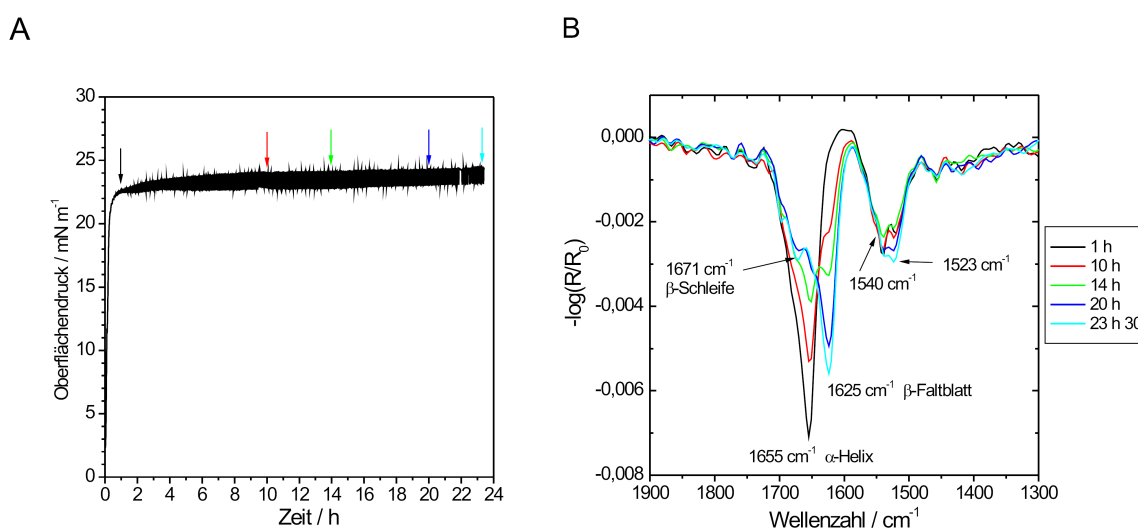 A
B
30
25
20
15
10
5
0
0 2 4 6 8 10 12 14 16 18 20 22 24
Oberflächendruck / mN m⁻¹
Zeit / h
0,000
-0,002
-0,004
-0,006
-0,008
1900 1800 1700 1600 1500 1400 1300
-log(R/R₀)
Wellenzahl / cm⁻¹
1671 cm⁻¹
β-Schleife
1540 cm⁻¹
1523 cm⁻¹
1625 cm⁻¹ β-Faltblatt
1655 cm⁻¹ α-Helix
1 h
10 h
14 h
20 h
23 h 30